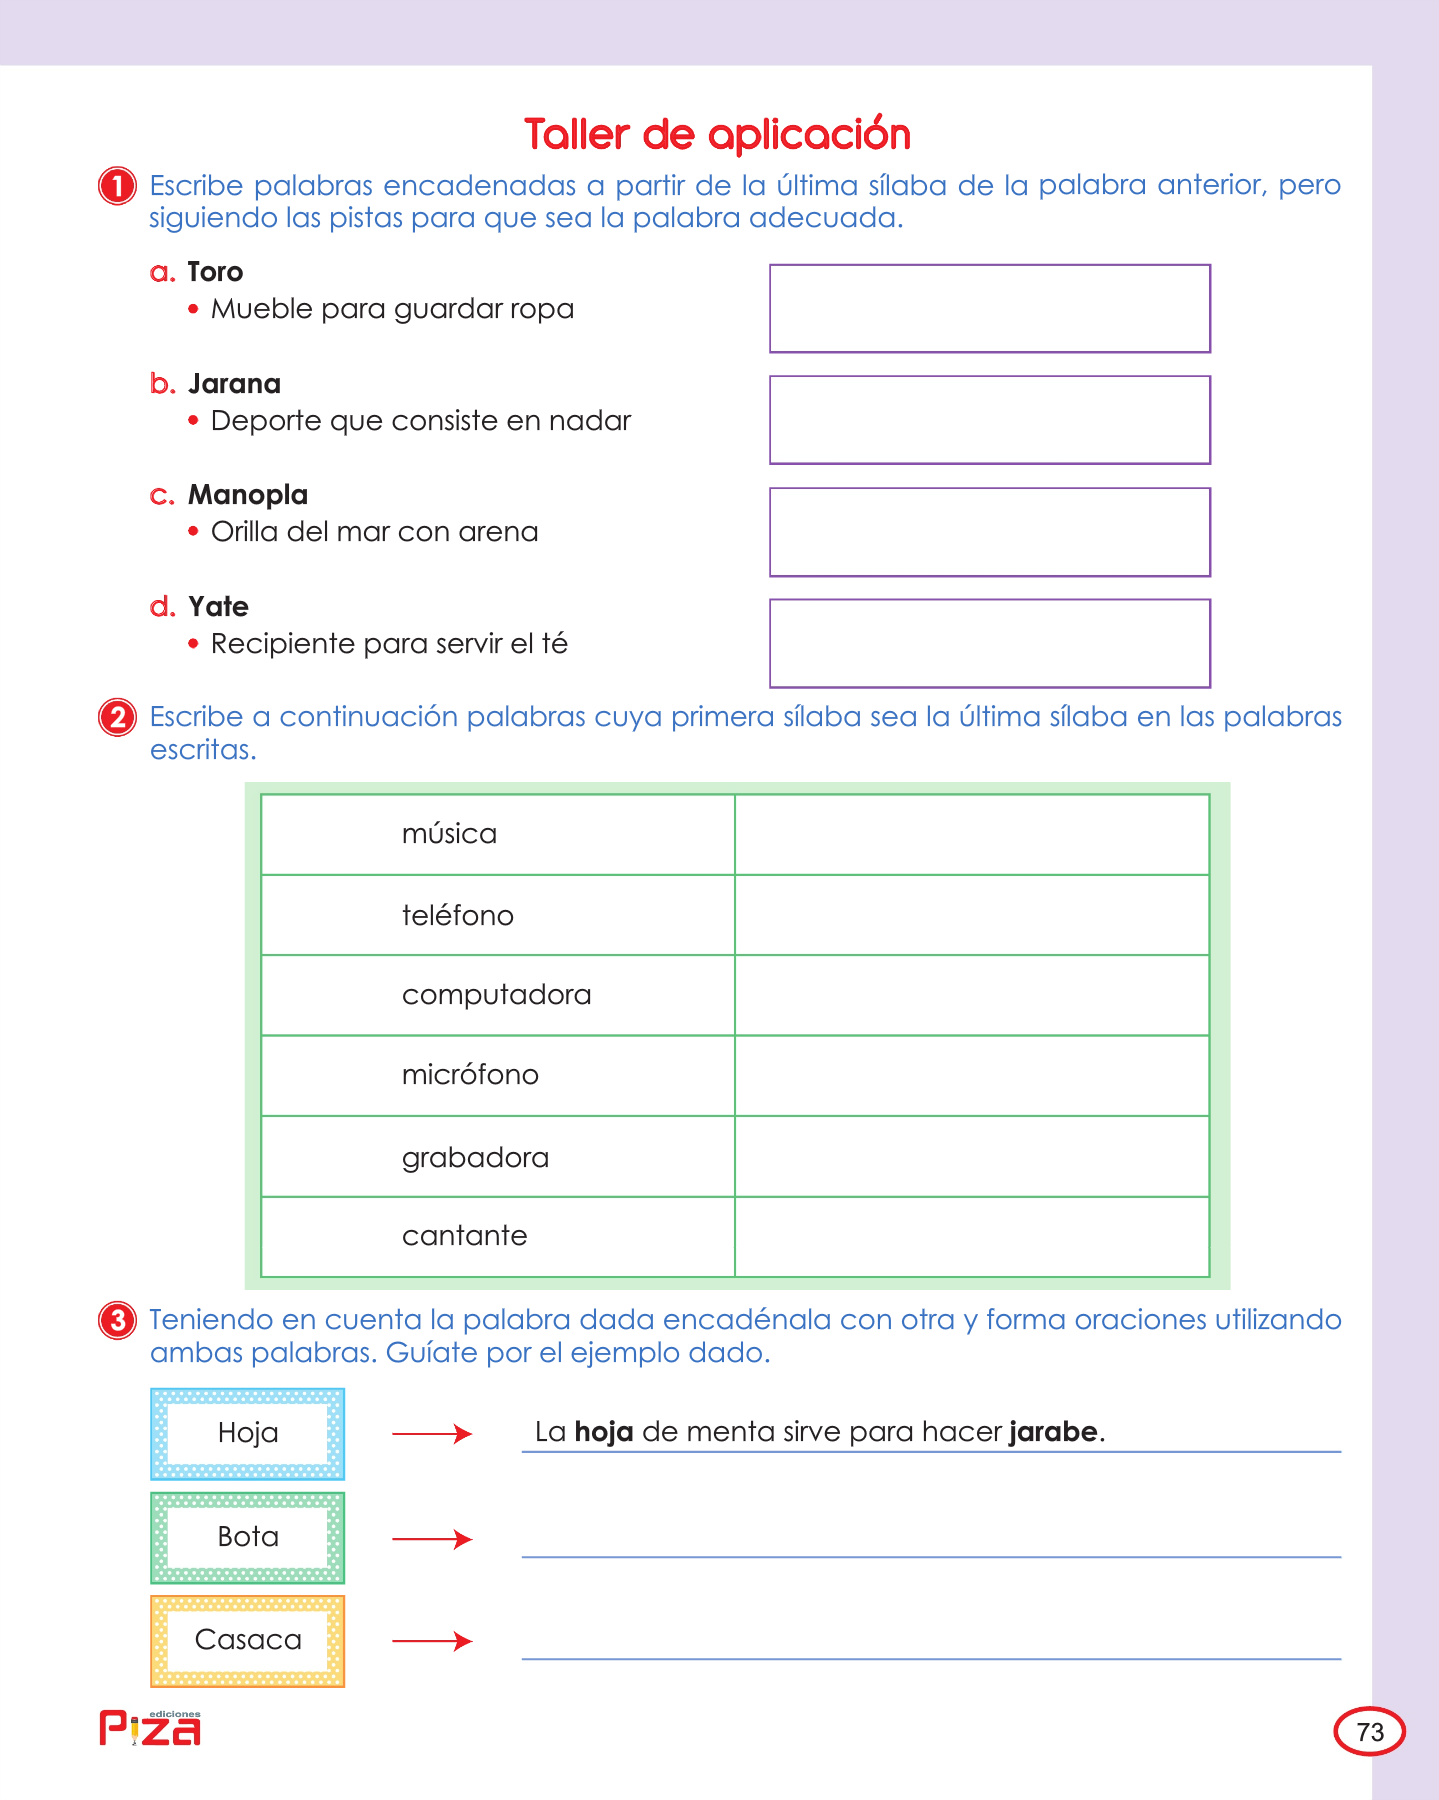 Taller de aplicación
1 Escribe palabras encadenadas a partir de la última sílaba de la palabra anterior, pero
siguiendo las pistas para que sea la palabra adecuada.
a. Toro
• Mueble para guardar ropa
b. Jarana
• Deporte que consiste en nadar
c. Manopla
• Orilla del mar con arena
d. Yate
• Recipiente para servir el té
2 Escribe a continuación palabras cuya primera sílaba sea la última sílaba en las palabras
escritas.
música
teléfono
computadora
micrófono
grabadora
cantante
3 Teniendo en cuenta la palabra dada encadénala con otra y forma oraciones utilizando
ambas palabras. Guíate por el ejemplo dado.
Hoja
La hoja de menta sirve para hacer jarabe.
Bota
Casaca
ediciones
Piza
73